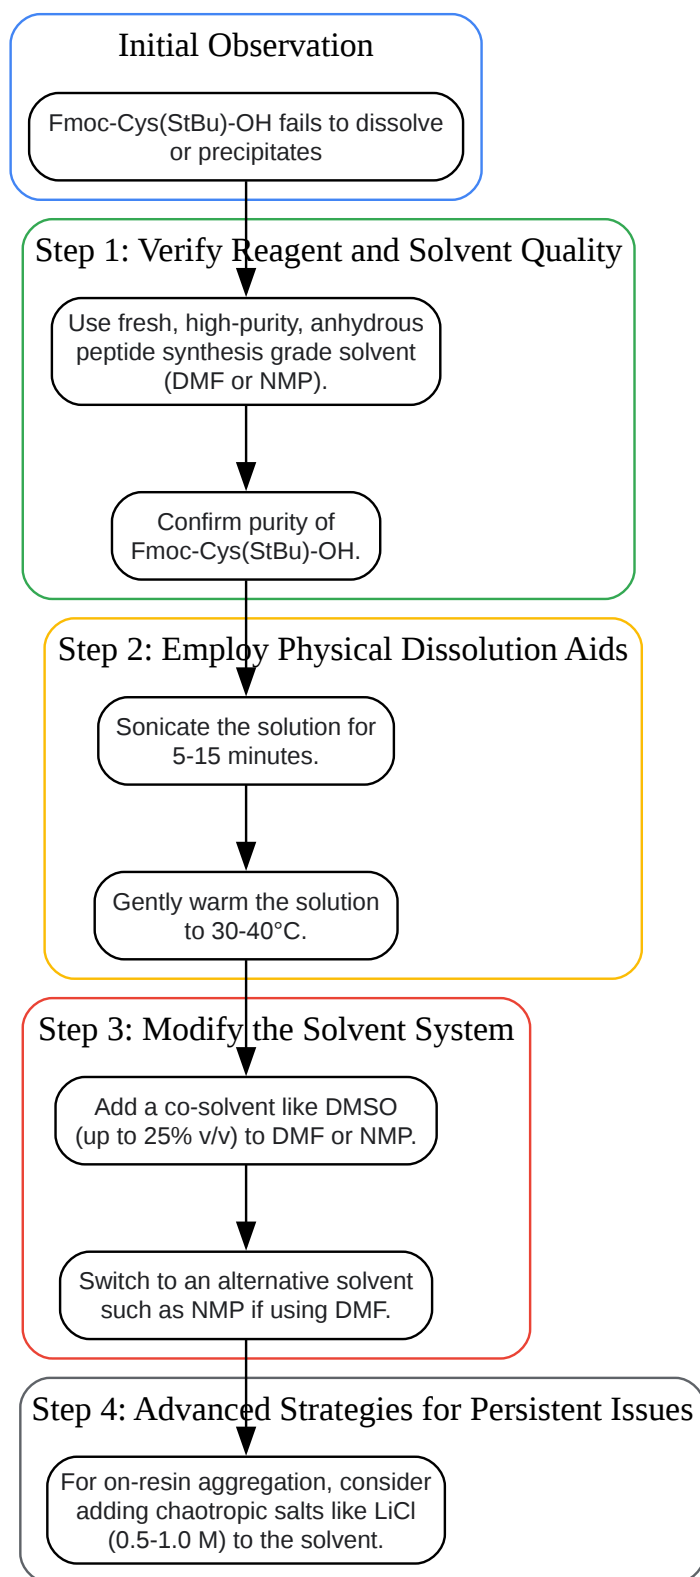 Initial Observation
Fmoc-Cys(StBu)-OH fails to dissolve
or precipitates
Step 1: Verify Reagent and Solvent Quality
Use fresh, high-purity, anhydrous
peptide synthesis grade solvent
(DMF or NMP).
Confirm purity of
Fmoc-Cys(StBu)-OH.
Step 2: Employ Physical Dissolution Aids
Sonicate the solution for
5-15 minutes.
Gently warm the solution
to 30-40°C.
Step 3: Modify the Solvent System
Add a co-solvent like DMSO
(up to 25% v/v) to DMF or NMP.
Switch to an alternative solvent
such as NMP if using DMF.
Step 4: Advanced Strategies for Persistent Issues
For on-resin aggregation, consider
adding chaotropic salts like LiCl
(0.5-1.0 M) to the solvent.